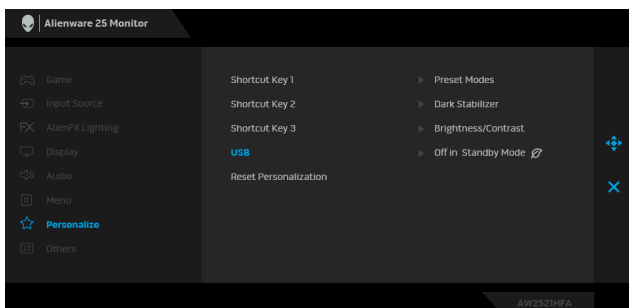 Alienware 25 Monitor
Game
Input Source
AlienFX Lighting
Display
Audio
Menu
Personalize
Others
Shortcut Key 1 Preset Modes
Shortcut Key 2 Dark Stabilizer
Shortcut Key 3 Brightness/Contrast
USB Off in Standby Mode
Reset Personalization
AW2521HFA